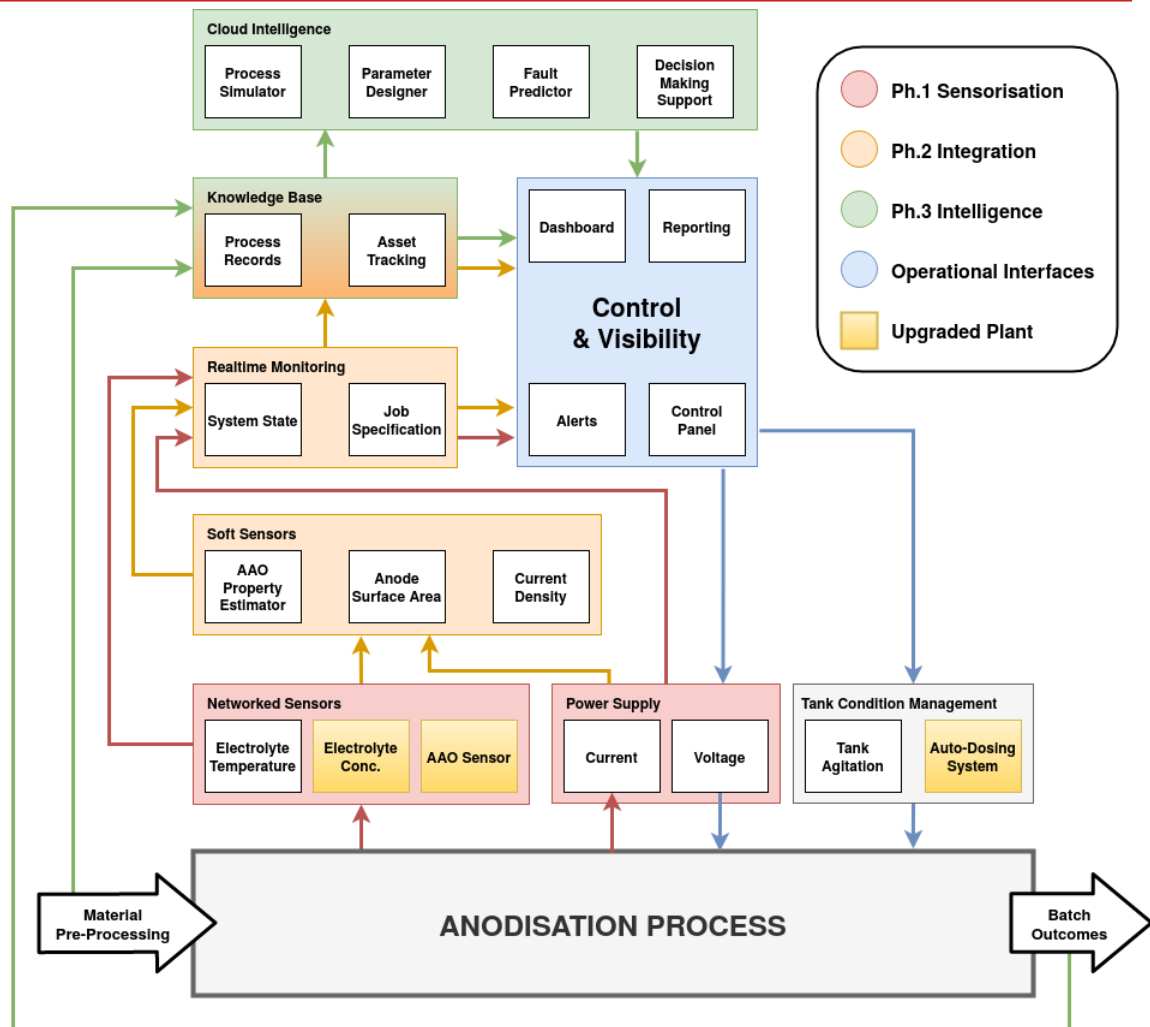 Cloud Intelligence
Process
Simulator
Parameter
Designer
Fault
Predictor
Decision
Making
Support
Ph.1 Sensorisation
Ph.2 Integration
Ph.3 Intelligence
Operational Interfaces
Upgraded Plant
Knowledge Base
Process
Records
Asset
Tracking
Dashboard
Reporting
Control
& Visibility
Alerts
Control
Panel
Realtime Monitoring
System State
Job
Specification
Soft Sensors
AAO
Property
Estimator
Anode
Surface Area
Current
Density
Networked Sensors
Electrolyte
Temperature
Electrolyte
Conc.
AAO Sensor
Power Supply
Current
Voltage
Tank Condition Management
Tank
Agitation
Auto-Dosing
System
Material
Pre-Processing
ANODISATION PROCESS
Batch
Outcomes